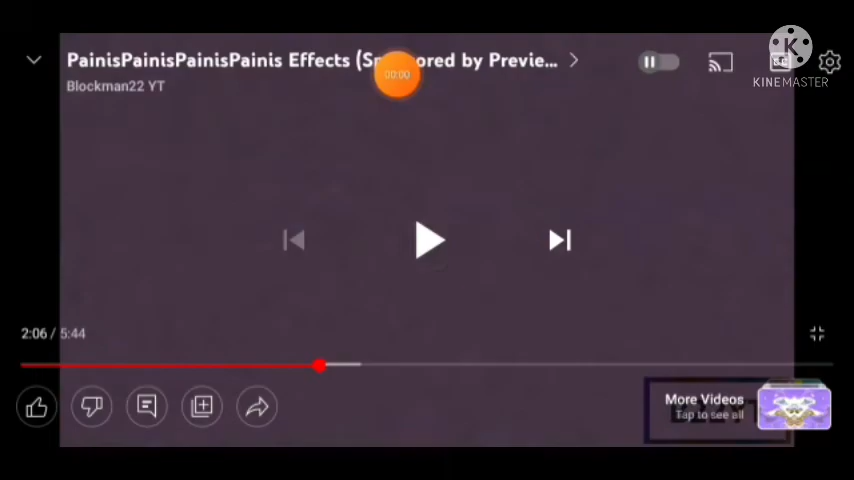 PainisPainisPainisPainis Effects (Sp ored by Previe...
00:00
Blockman22 YT
K
KINEMASTER
2:06 / 5:44
More Videos
Tap to see all